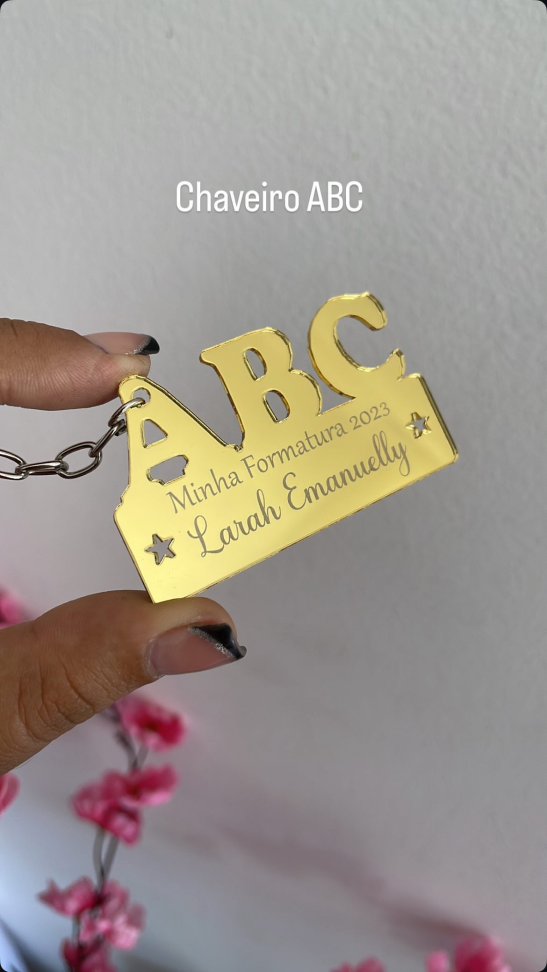 Chaveiro ABC
ABC
Minha Formatura 2023
Larah Emanuelly